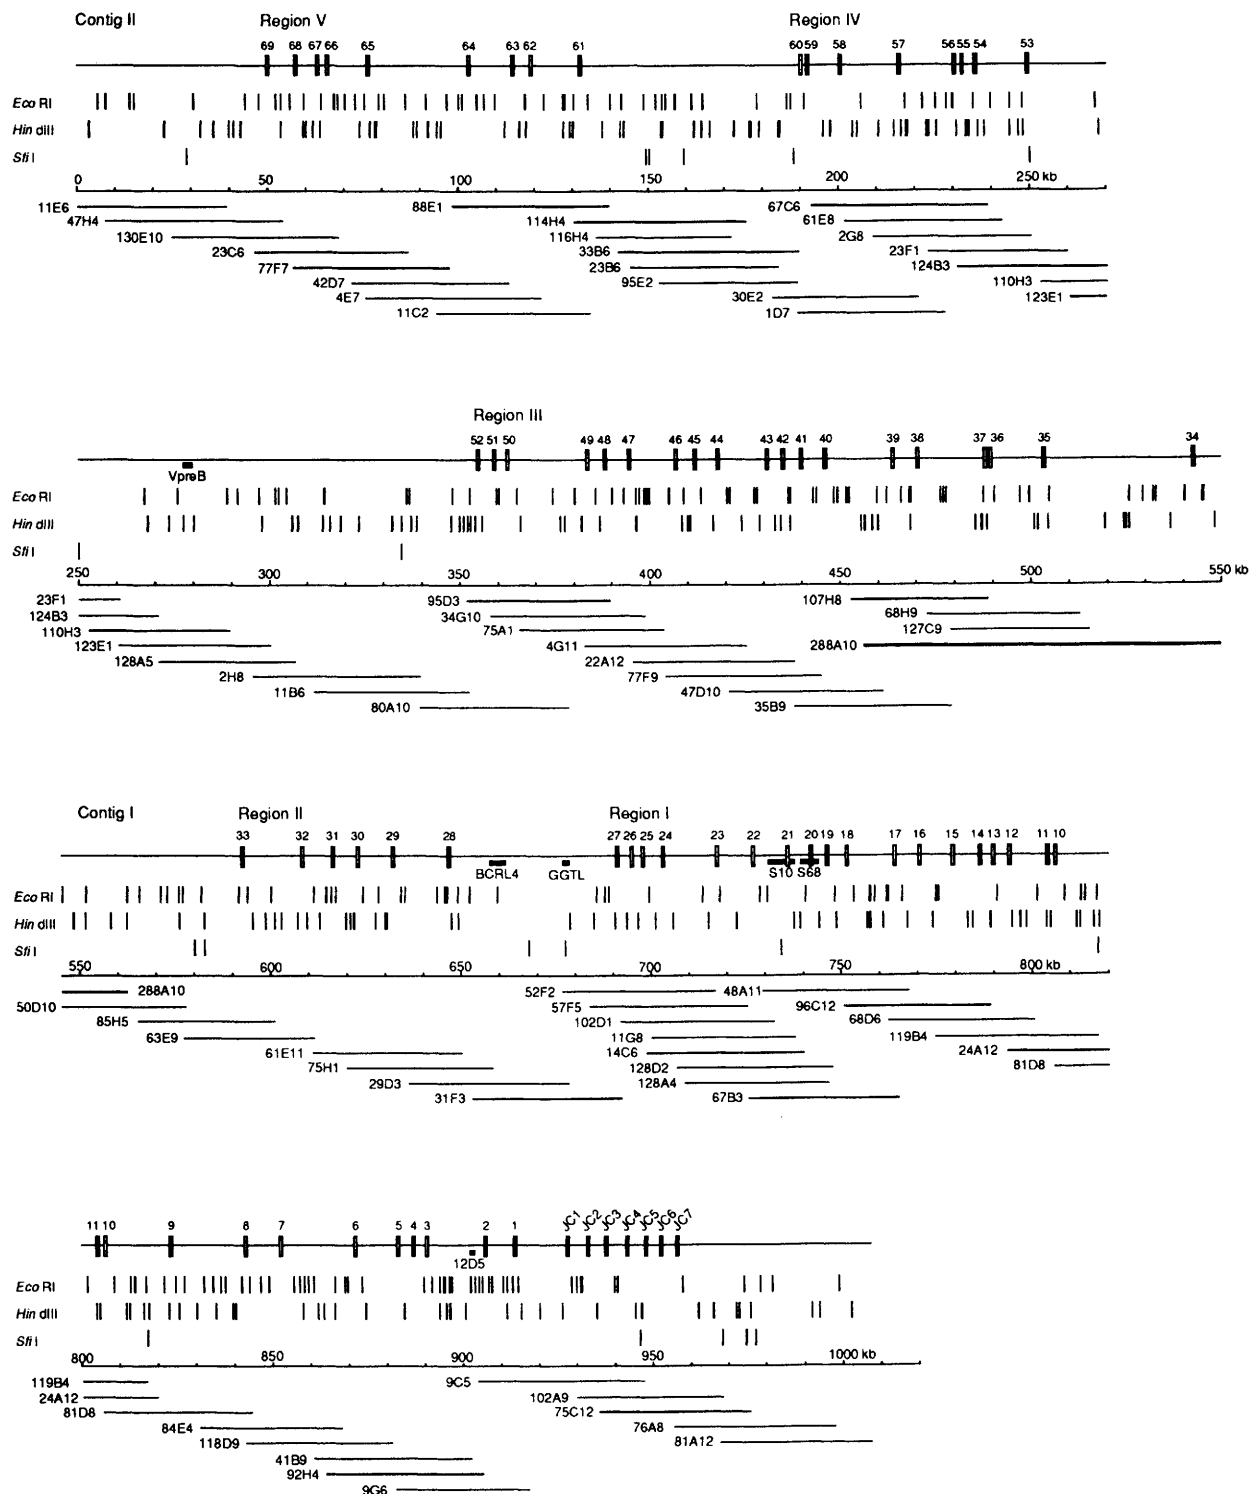 Contig II Region V Region IV
69 68 67 66 65 64 63 62 61 60 59 58 57 56 55 54 53
Eco RI
Hin dIII
Sfi I
0 50 100 150 200 250 kb
11E6 88E1 67C6
47H4 114H4 61E8
130E10 116H4 2G8
23C6 33B6 23F1
77F7 23B6 124B3
42D7 95E2 110H3
4E7 30E2 123E1
11C2 1D7
Region III
52 51 50 49 48 47 46 45 44 43 42 41 40 39 38 37 36 35 34
VpreB
Eco RI
Hin dIII
Sfi I
250 300 350 400 450 500 550 kb
23F1 95D3 107H8
124B3 34G10 68H9
110H3 75A1 127C9
123E1 4G11 288A10
128A5 22A12
2H8 77F9
11B6 47D10
80A10 35B9
Contig I Region II Region I
33 32 31 30 29 28 27 26 25 24 23 22 21 20 19 18 17 16 15 14 13 12 11 10
BCRL4 GGTL S10 S68
Eco RI
Hin dIII
Sfi I
550 600 650 700 750 800 kb
288A10 52F2 48A11
50D10 57F5 96C12
85H5 102D1 68D6
63E9 11G8 119B4
61E11 14C6 24A12
75H1 128D2 81D8
29D3 128A4
31F3 67B3
11 10 9 8 7 6 5 4 3 2 1 JC1 JC2 JC3 JC4 JC5 JC6 JC7
12D5
Eco RI
Hin dIII
Sfi I
800 850 900 950 1000 kb
119B4 9C5
24A12 102A9
81D8 75C12
84E4 76A8
118D9 81A12
41B9
92H4
9G6